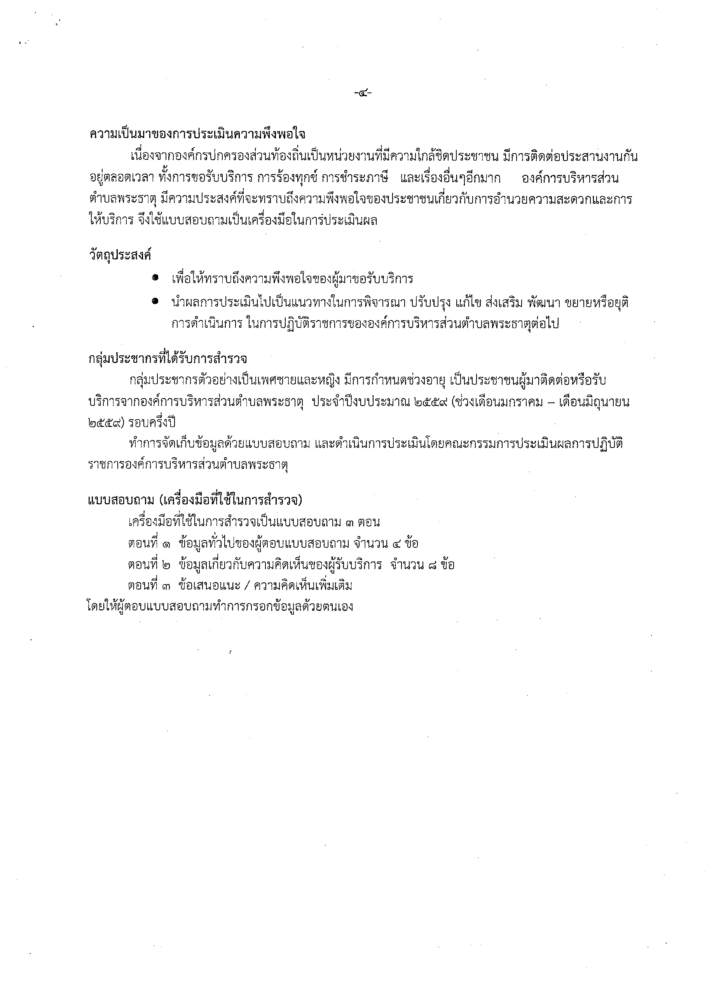 -๔-
ความเป็นมาของการประเมินความพึงพอใจ
เนื่องจากองค์กรปกครองส่วนท้องถิ่นเป็นหน่วยงานที่มีความใกล้ชิดประชาชน มีการติดต่อประสานงานกัน
อยู่ตลอดเวลา ทั้งการขอรับบริการ การร้องทุกข์ การชำระภาษี และเรื่องอื่นๆอีกมาก องค์การบริหารส่วน
ตำบลพระธาตุ มีความประสงค์ที่จะทราบถึงความพึงพอใจของประชาชนเกี่ยวกับการอำนวยความสะดวกและการ
ให้บริการ จึงใช้แบบสอบถามเป็นเครื่องมือในการประเมินผล
วัตถุประสงค์
● เพื่อให้ทราบถึงความพึงพอใจของผู้มาขอรับบริการ
● นำผลการประเมินไปเป็นแนวทางในการพิจารณา ปรับปรุง แก้ไข ส่งเสริม พัฒนา ขยายหรือยุติ
การดำเนินการ ในการปฏิบัติราชการขององค์การบริหารส่วนตำบลพระธาตุต่อไป
กลุ่มประชากรที่ได้รับการสำรวจ
กลุ่มประชากรตัวอย่างเป็นเพศชายและหญิง มีการกำหนดช่วงอายุ เป็นประชาชนผู้มาติดต่อหรือรับ
บริการจากองค์การบริหารส่วนตำบลพระธาตุ ประจำปีงบประมาณ ๒๕๕๙ (ช่วงเดือนมกราคม – เดือนมิถุนายน
๒๕๕๙) รอบครึ่งปี
ทำการจัดเก็บข้อมูลด้วยแบบสอบถาม และดำเนินการประเมินโดยคณะกรรมการประเมินผลการปฏิบัติ
ราชการองค์การบริหารส่วนตำบลพระธาตุ
แบบสอบถาม (เครื่องมือที่ใช้ในการสำรวจ)
เครื่องมือที่ใช้ในการสำรวจเป็นแบบสอบถาม ๓ ตอน
ตอนที่ ๑ ข้อมูลทั่วไปของผู้ตอบแบบสอบถาม จำนวน ๔ ข้อ
ตอนที่ ๒ ข้อมูลเกี่ยวกับความคิดเห็นของผู้รับบริการ จำนวน ๘ ข้อ
ตอนที่ ๓ ข้อเสนอแนะ / ความคิดเห็นเพิ่มเติม
โดยให้ผู้ตอบแบบสอบถามทำการกรอกข้อมูลด้วยตนเอง